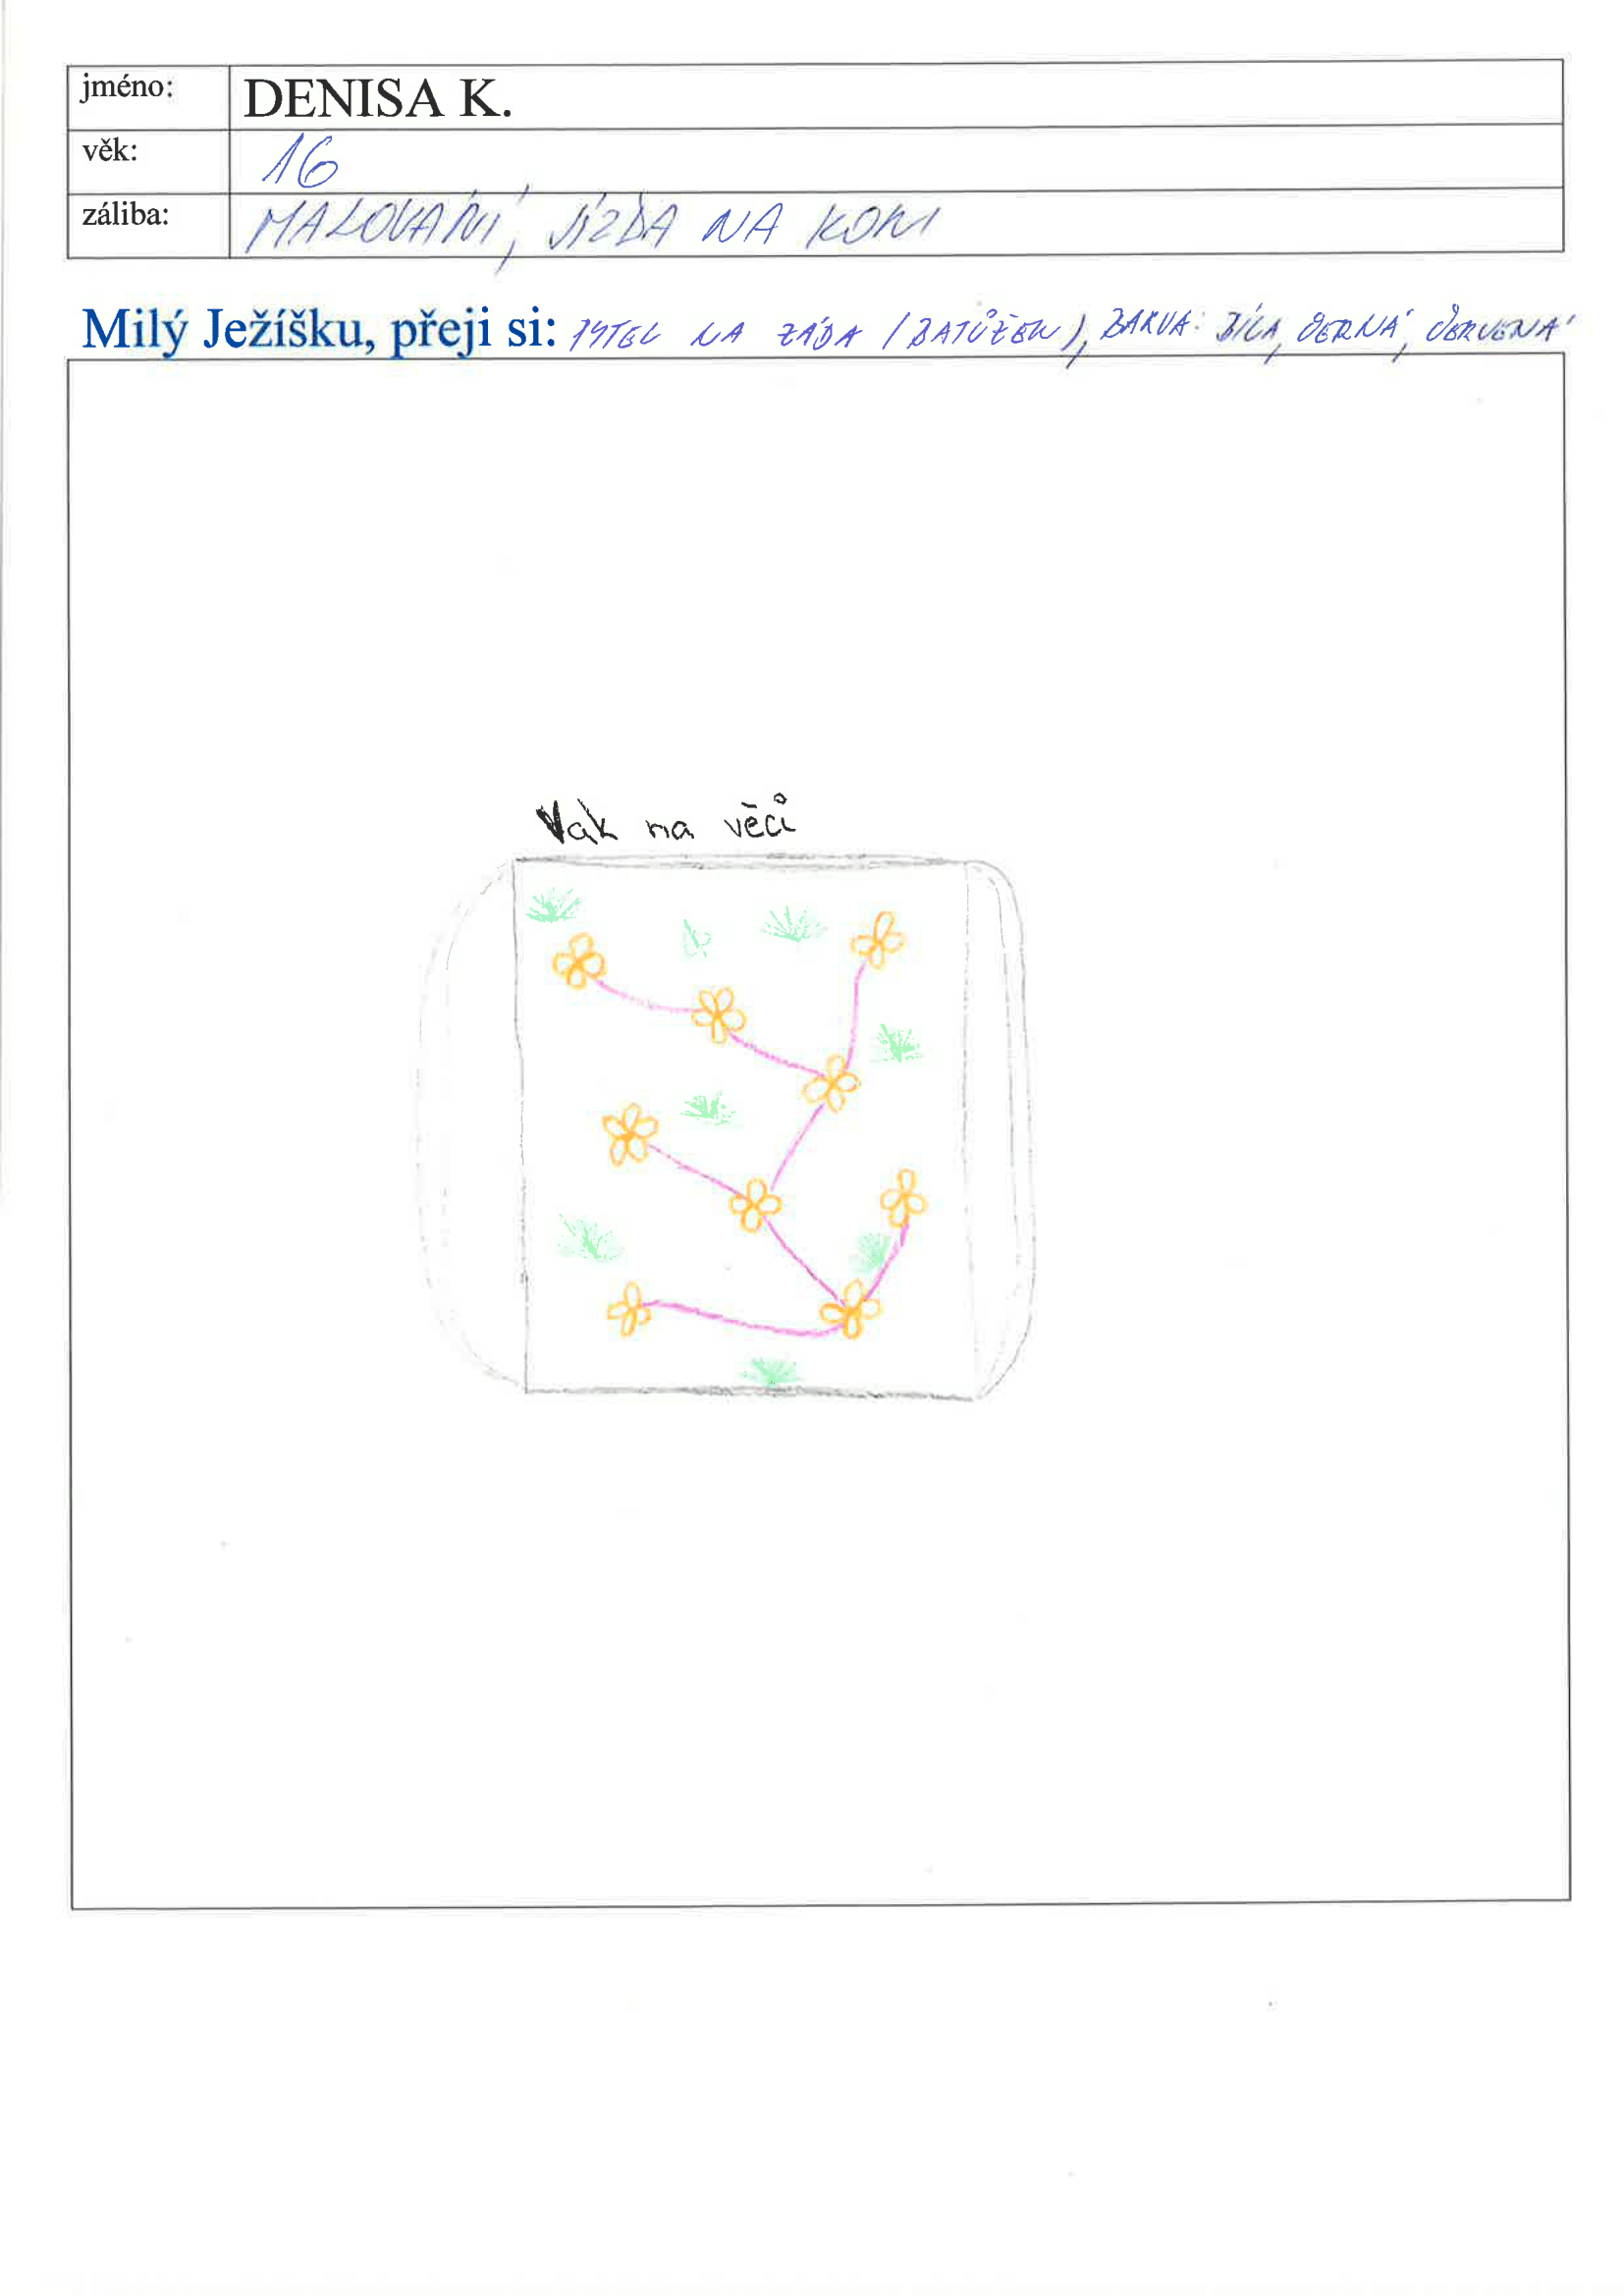 jméno: DENISA K.
věk: 16
záliba: MALOVÁNÍ, JÍZDA NA KONI
Milý Ježíšku, přeji si: PYTEL NA ZÁDA (BATŮŽEK), BARVA: BÍLÁ, ČERNÁ, ČERVENÁ
Vak na věci